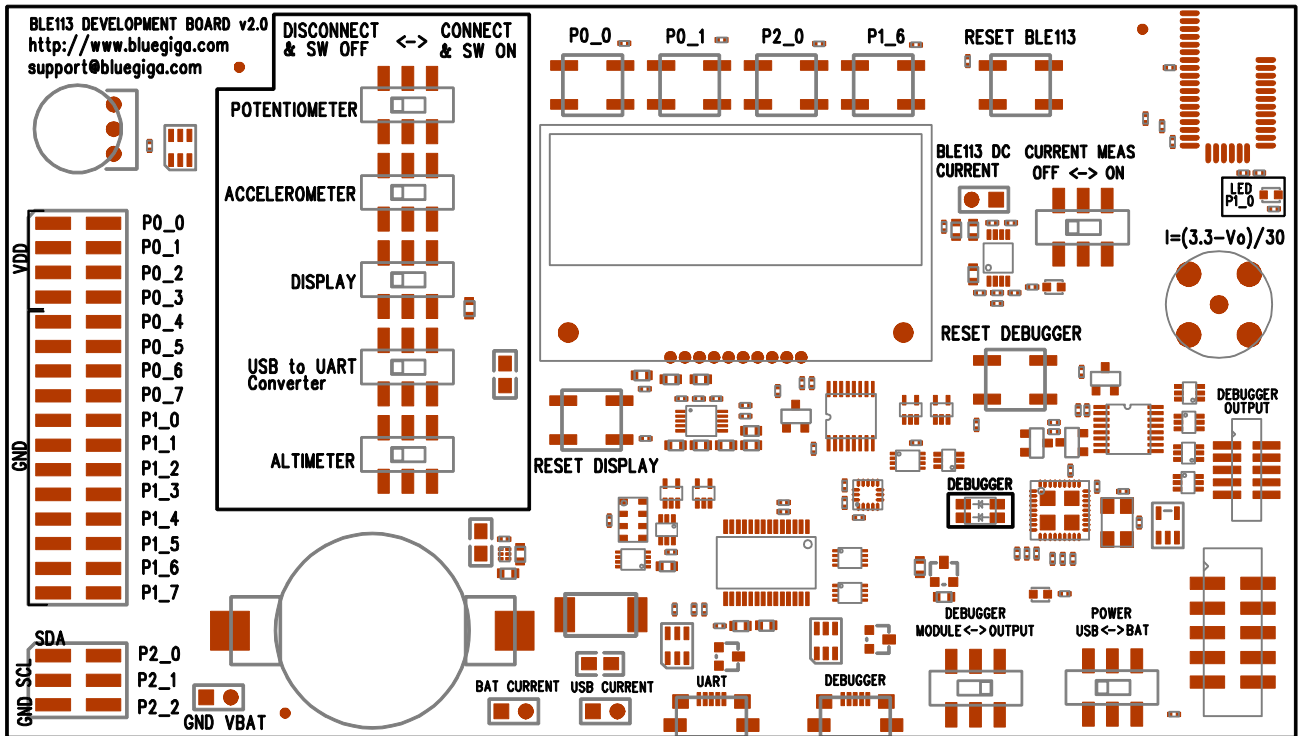 BLE113 DEVELOPMENT BOARD v2.0
http://www.bluegiga.com
support@bluegiga.com
DISCONNECT <-> CONNECT
& SW OFF & SW ON
POTENTIOMETER
ACCELEROMETER
DISPLAY
USB to UART
Converter
ALTIMETER
P0_0
P0_1
P2_0
P1_6
RESET BLE113
BLE113 DC
CURRENT
CURRENT MEAS
OFF <-> ON
LED
P1_0
I=(3.3-Vo)/30
VDD
GND
P0_0
P0_1
P0_2
P0_3
P0_4
P0_5
P0_6
P0_7
P1_0
P1_1
P1_2
P1_3
P1_4
P1_5
P1_6
P1_7
RESET DEBUGGER
DEBUGGER
OUTPUT
RESET DISPLAY
DEBUGGER
DEBUGGER
MODULE<->OUTPUT
POWER
USB<->BAT
SDA
GND SCL
P2_0
P2_1
P2_2
GND VBAT
BAT CURRENT
USB CURRENT
UART
DEBUGGER